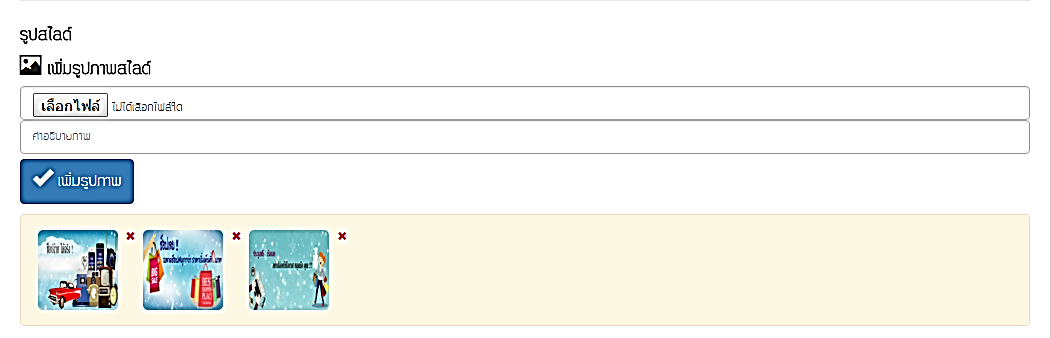 รูปสไลด์
เพิ่มรูปภาพสไลด์
เลือกไฟล์ ไม่ได้เลือกไฟล์ใด
คำอธิบายภาพ
เพิ่มรูปภาพ
BEST
PLACE